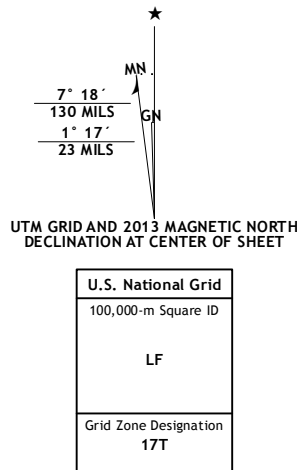 MN
7° 18´
130 MILS
GN
1° 17´
23 MILS
UTM GRID AND 2013 MAGNETIC NORTH
DECLINATION AT CENTER OF SHEET
U.S. National Grid
100,000-m Square ID
LF
Grid Zone Designation
17T